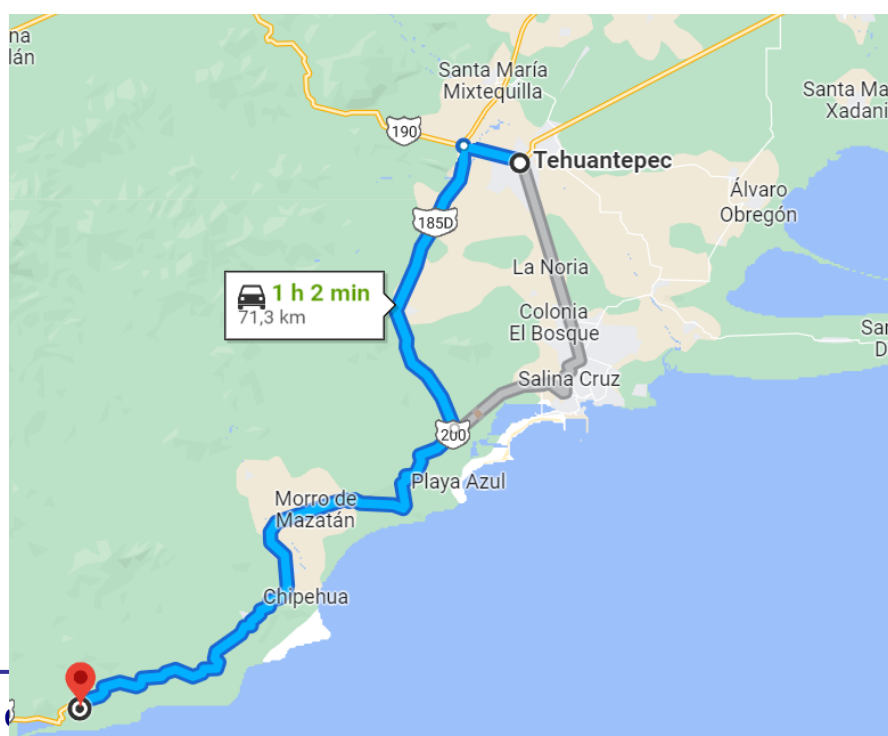 na
lán
Santa María
Mixtequilla
Santa Ma
Xadani
190
Tehuantepec
Álvaro
Obregón
185D
La Noria
1 h 2 min
71,3 km
Colonia
El Bosque
San
D
Salina Cruz
200
Playa Azul
Morro de
Mazatán
Chipehua